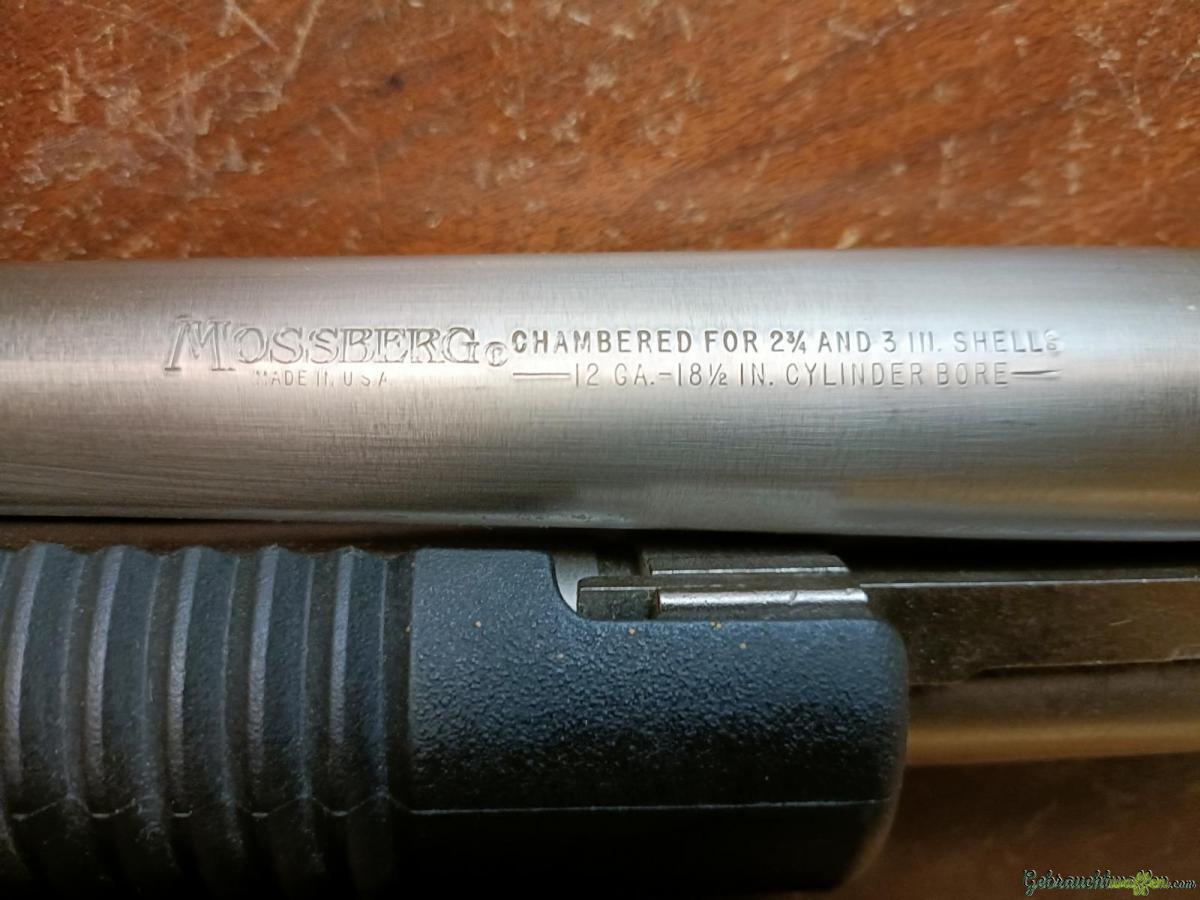 MOSSBERG® CHAMBERED FOR 2¾ AND 3 IN. SHELLS
MADE IN U S A 12 GA.-18½ IN. CYLINDER BORE
Gebrauchtwaffen.com